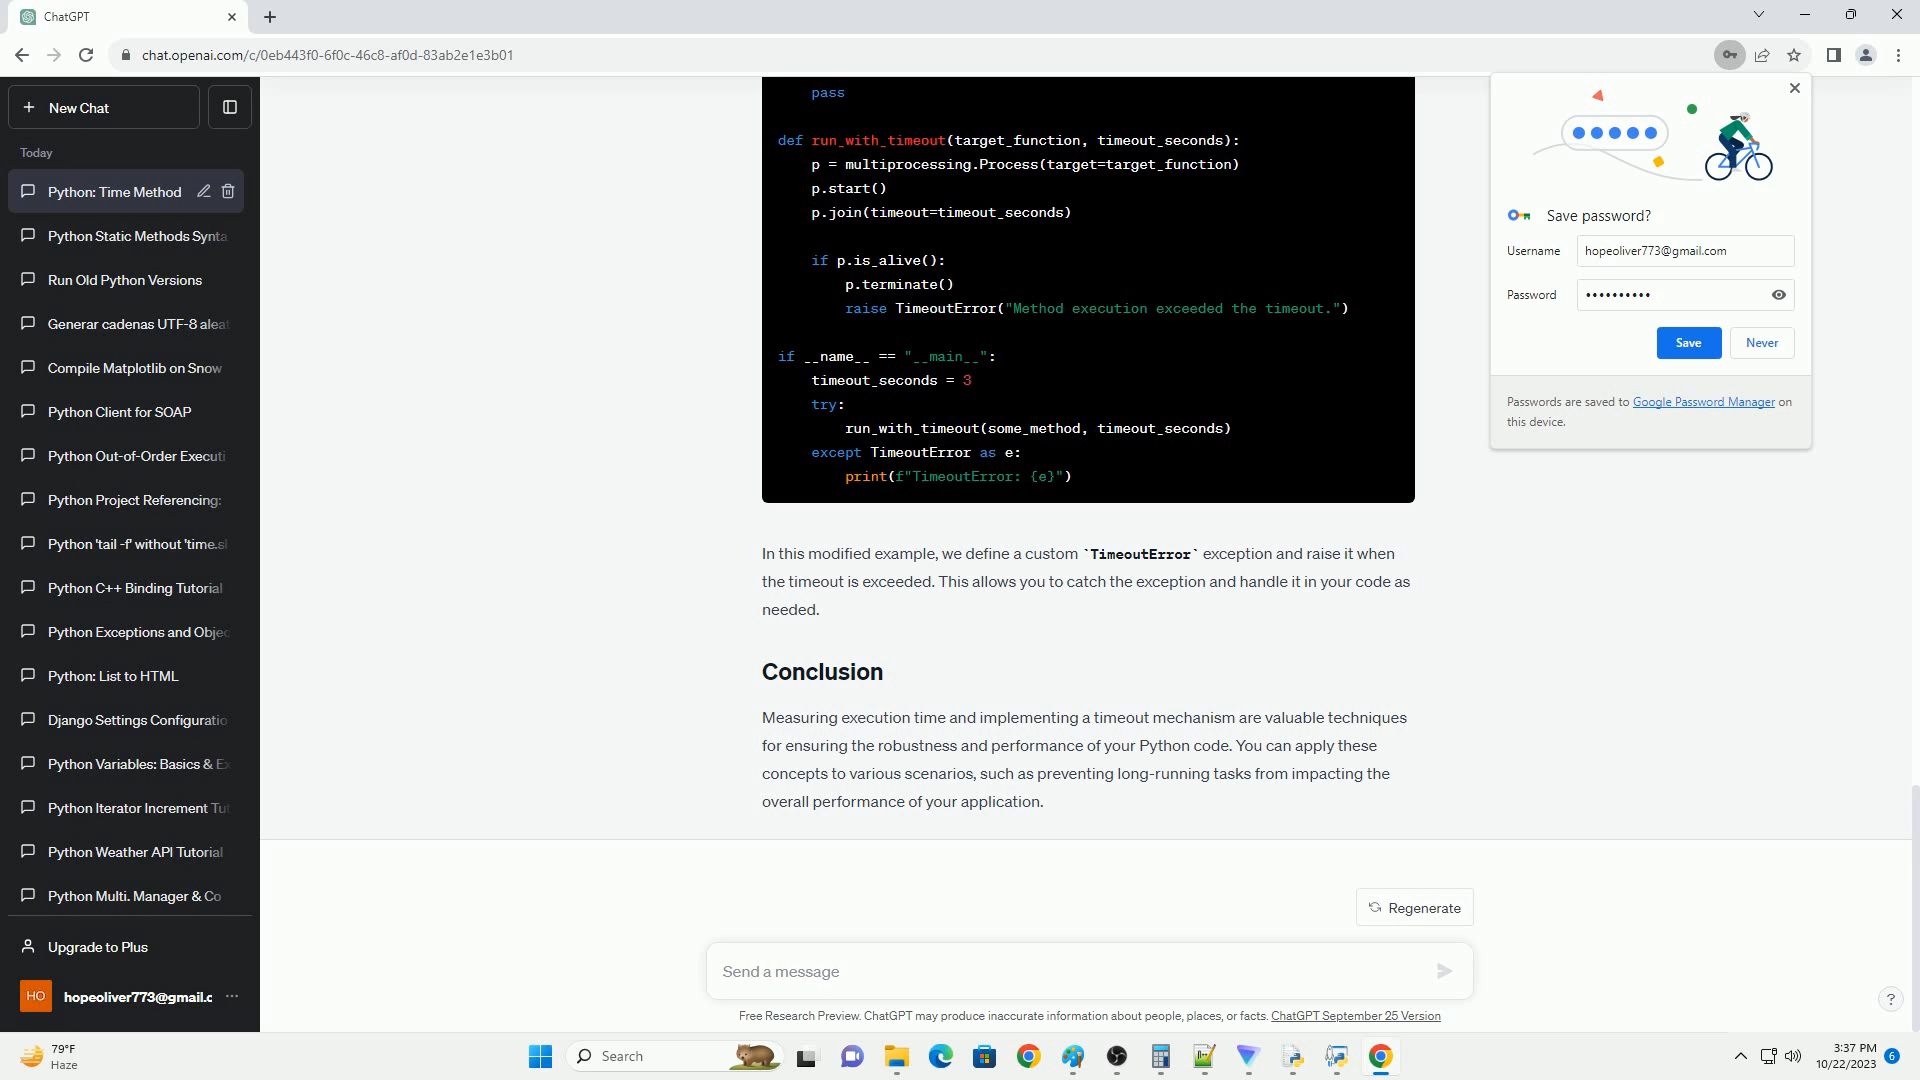 ChatGPT
chat.openai.com/c/0eb443f0-6f0c-46c8-af0d-83ab2e1e3b01
New Chat
Today
Python: Time Method
Python Static Methods Synta
Run Old Python Versions
Generar cadenas UTF-8 aleat
Compile Matplotlib on Snow
Python Client for SOAP
Python Out-of-Order Executi
Python Project Referencing:
Python 'tail -f' without 'time.sl
Python C++ Binding Tutorial
Python Exceptions and Objec
Python: List to HTML
Django Settings Configuratio
Python Variables: Basics & Ex
Python Iterator Increment Tut
Python Weather API Tutorial
Python Multi. Manager & Co
Upgrade to Plus
HO
hopeoliver773@gmail.c
pass
def run_with_timeout(target_function, timeout_seconds):
p = multiprocessing.Process(target=target_function)
p.start()
p.join(timeout=timeout_seconds)
if p.is_alive():
p.terminate()
raise TimeoutError("Method execution exceeded the timeout.")
if __name__ == "__main__":
timeout_seconds = 3
try:
run_with_timeout(some_method, timeout_seconds)
except TimeoutError as e:
print(f"TimeoutError: {e}")
In this modified example, we define a custom `TimeoutError` exception and raise it when
the timeout is exceeded. This allows you to catch the exception and handle it in your code as
needed.
Conclusion
Measuring execution time and implementing a timeout mechanism are valuable techniques
for ensuring the robustness and performance of your Python code. You can apply these
concepts to various scenarios, such as preventing long-running tasks from impacting the
overall performance of your application.
Regenerate
Send a message
Free Research Preview. ChatGPT may produce inaccurate information about people, places, or facts. ChatGPT September 25 Version
?
Save password?
Username hopeoliver773@gmail.com
Password ••••••••••
Save Never
Passwords are saved to Google Password Manager on
this device.
79°F
Haze
Search
3:37 PM
10/22/2023
6